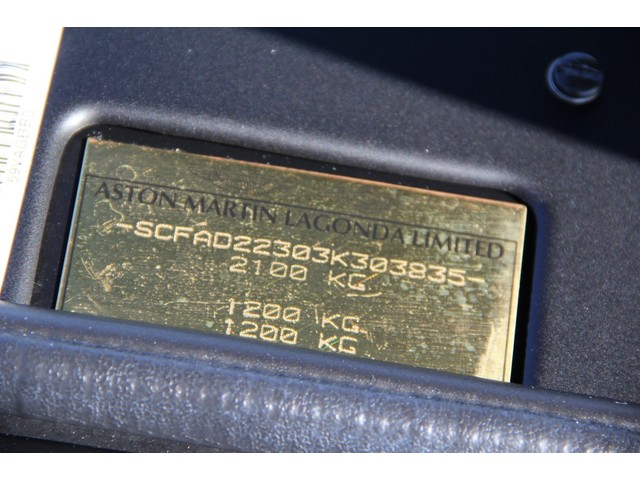 ASTON MARTIN LAGONDA LIMITED
-SCFAD22303K303835-
2100 KG
1200 KG
1200 KG